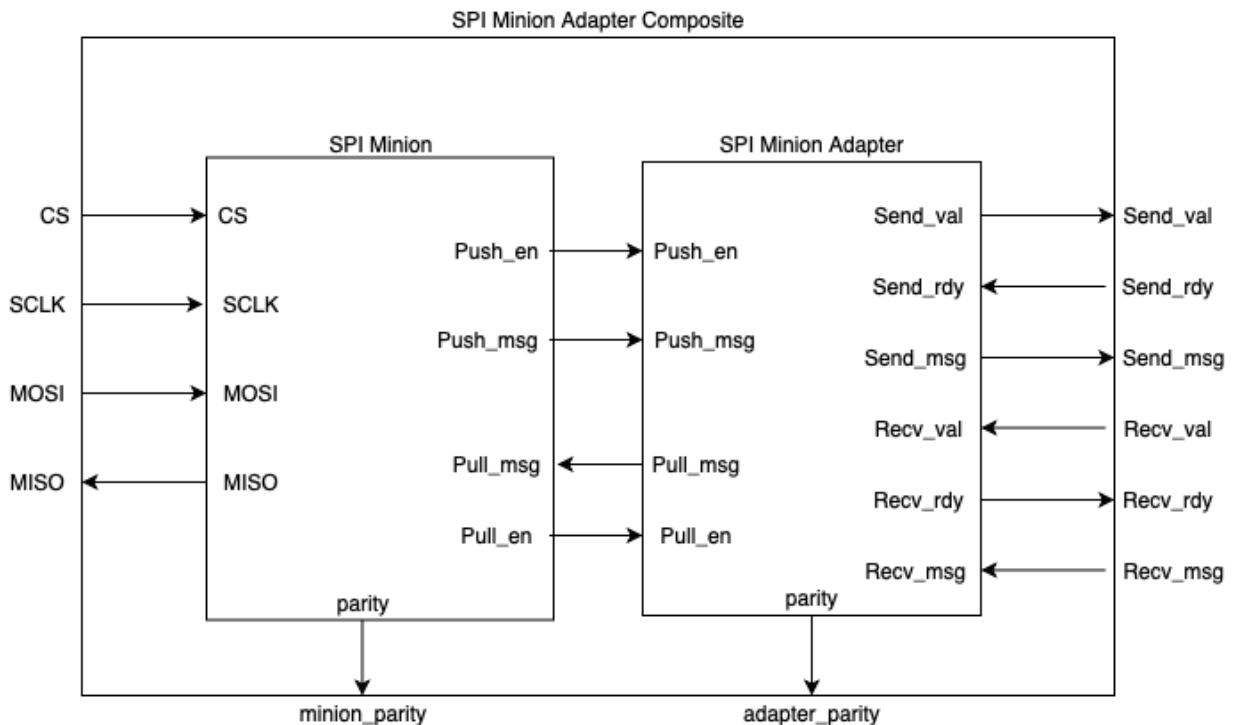 SPI Minion Adapter Composite
SPI Minion
SPI Minion Adapter
CS
CS
Send_val
Send_val
Push_en
Push_en
Send_rdy
Send_rdy
SCLK
SCLK
Push_msg
Push_msg
Send_msg
Send_msg
MOSI
MOSI
Recv_val
Recv_val
Pull_msg
Pull_msg
MISO
MISO
Recv_rdy
Recv_rdy
Pull_en
Pull_en
Recv_msg
Recv_msg
parity
parity
minion_parity
adapter_parity